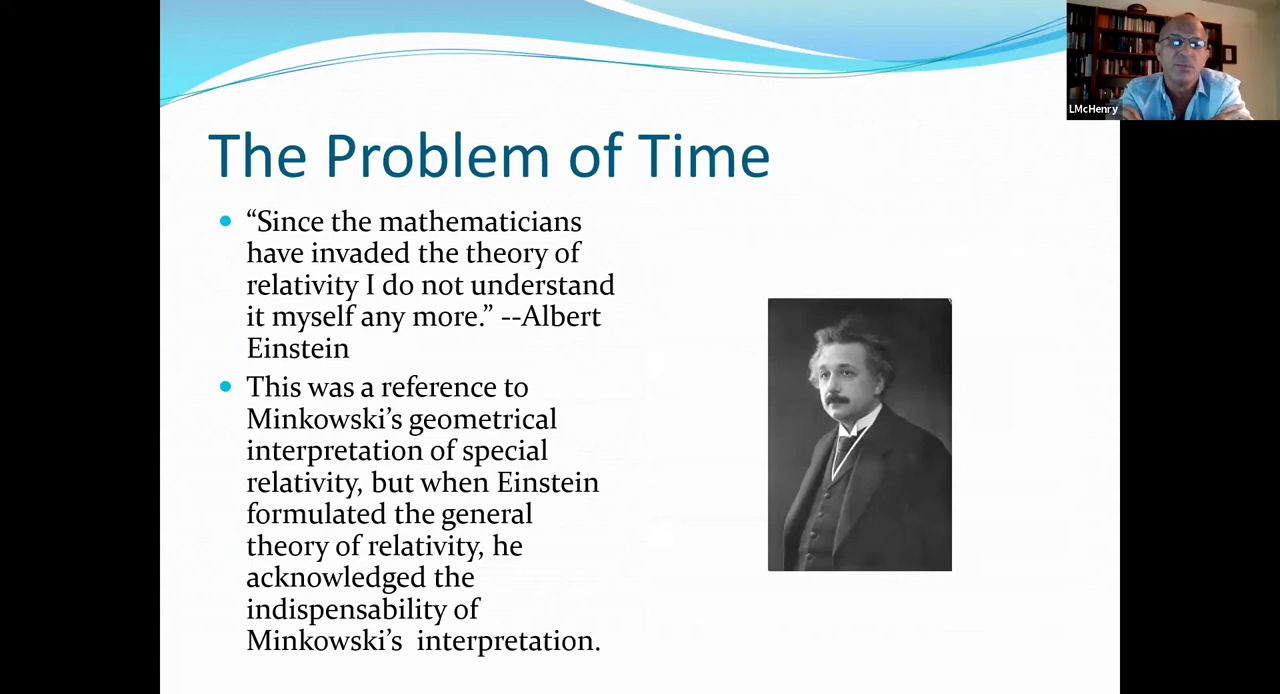 LMcHenry
The Problem of Time
“Since the mathematicians
have invaded the theory of
relativity I do not understand
it myself any more.” --Albert
Einstein
This was a reference to
Minkowski’s geometrical
interpretation of special
relativity, but when Einstein
formulated the general
theory of relativity, he
acknowledged the
indispensability of
Minkowski’s  interpretation.